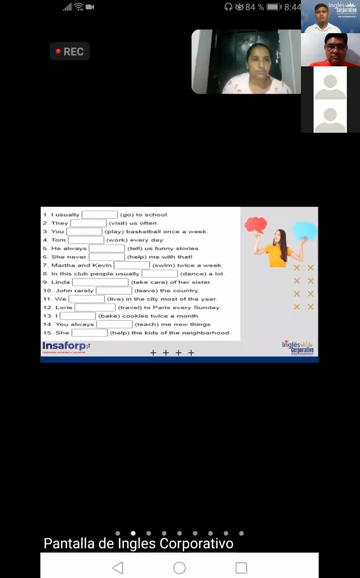 84 %
8:44
REC
Inglés
Corporativo
1. I usually (go) to school.
2. They (visit) us often.
3. You (play) basketball once a week.
4. Tom (work) every day.
5. He always (tell) us funny stories.
6. She never (help) me with that!
7. Martha and Kevin (swim) twice a week.
8. In this club people usually (dance) a lot
9. Linda (take care) of her sister.
10. John rarely (leave) the country.
11. We (live) in the city most of the year
12. Lorie (travel) to Paris every Sunday.
13. I (bake) cookies twice a month.
14. You always (teach) me new things.
15. She (help) the kids of the neighborhood.
Insaforp
Inglés
Corporativo
Pantalla de Ingles Corporativo